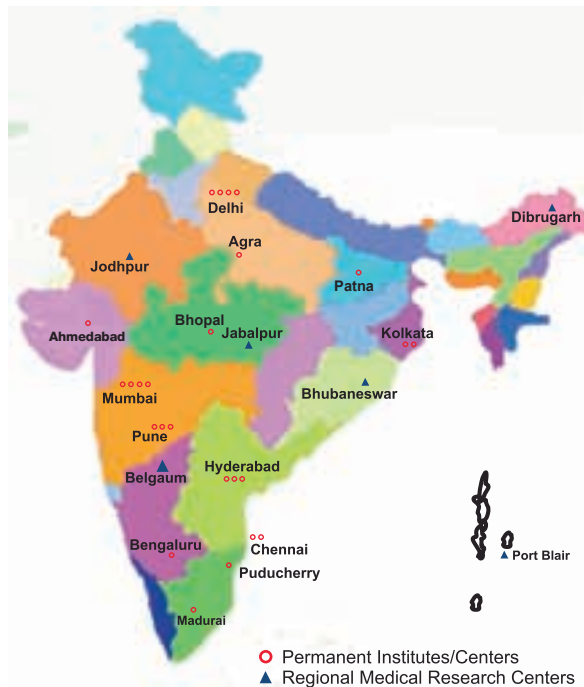 Delhi
Dibrugarh
Agra
Jodhpur
Patna
Bhopal
Jabalpur
Kolkata
Ahmedabad
Mumbai
Bhubaneswar
Pune
Hyderabad
Belgaum
Bengaluru
Chennai
Port Blair
Puducherry
Madurai
Permanent Institutes/Centers
Regional Medical Research Centers